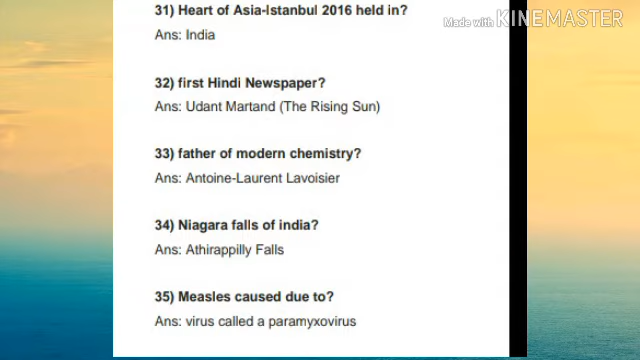 31) Heart of Asia-Istanbul 2016 held in?
Made with KINEMASTER
Ans: India
32) first Hindi Newspaper?
Ans: Udant Martand (The Rising Sun)
33) father of modern chemistry?
Ans: Antoine-Laurent Lavoisier
34) Niagara falls of india?
Ans: Athirappilly Falls
35) Measles caused due to?
Ans: virus called a paramyxovirus